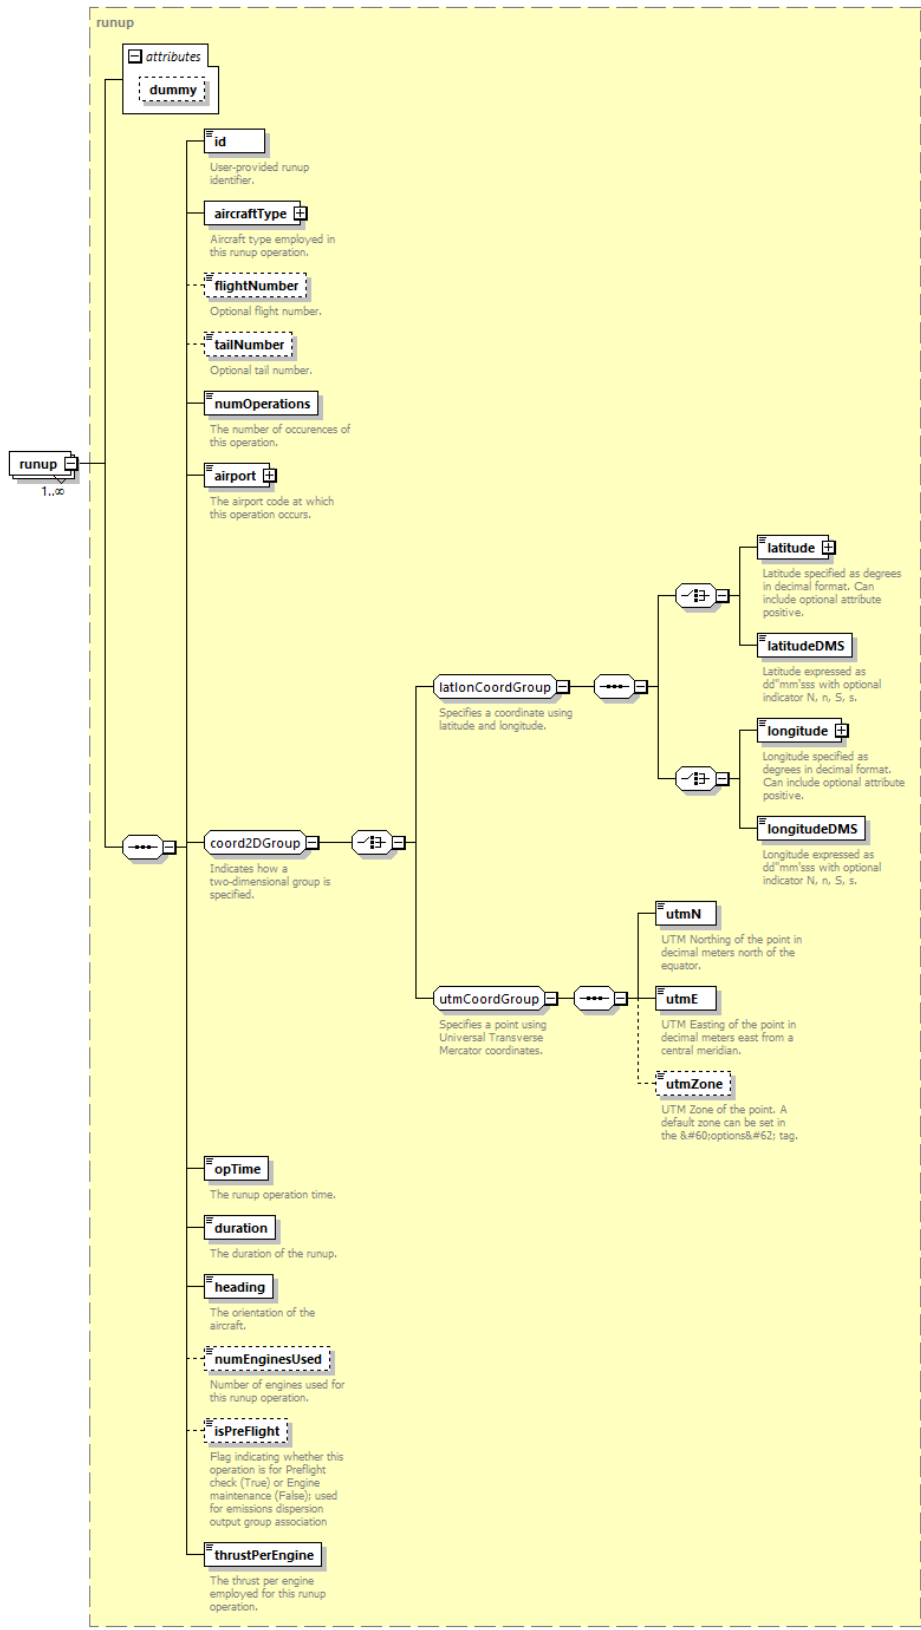 runup
attributes
dummy
id
User-provided runup
identifier.
aircraftType
Aircraft type employed in
this runup operation.
flightNumber
Optional flight number.
tailNumber
Optional tail number.
numOperations
The number of occurences of
this operation.
runup
1..∞
airport
The airport code at which
this operation occurs.
latitude
Latitude specified as degrees
in decimal format. Can
include optional attribute
positive.
latitudeDMS
Latitude expressed as
dd"mm'sss with optional
indicator N, n, S, s.
latlonCoordGroup
Specifies a coordinate using
latitude and longitude.
longitude
Longitude specified as
degrees in decimal format.
Can include optional attribute
positive.
longitudeDMS
Longitude expressed as
dd"mm'sss with optional
indicator N, n, S, s.
coord2DGroup
Indicates how a
two-dimensional group is
specified.
utmN
UTM Northing of the point in
decimal meters north of the
equator.
utmCoordGroup
Specifies a point using
Universal Transverse
Mercator coordinates.
utmE
UTM Easting of the point in
decimal meters east from a
central meridian.
utmZone
UTM Zone of the point. A
default zone can be set in
the &#60;options&#62; tag.
opTime
The runup operation time.
duration
The duration of the runup.
heading
The orientation of the
aircraft.
numEnginesUsed
Number of engines used for
this runup operation.
isPreFlight
Flag indicating whether this
operation is for Preflight
check (True) or Engine
maintenance (False); used
for emissions dispersion
output group association
thrustPerEngine
The thrust per engine
employed for this runup
operation.